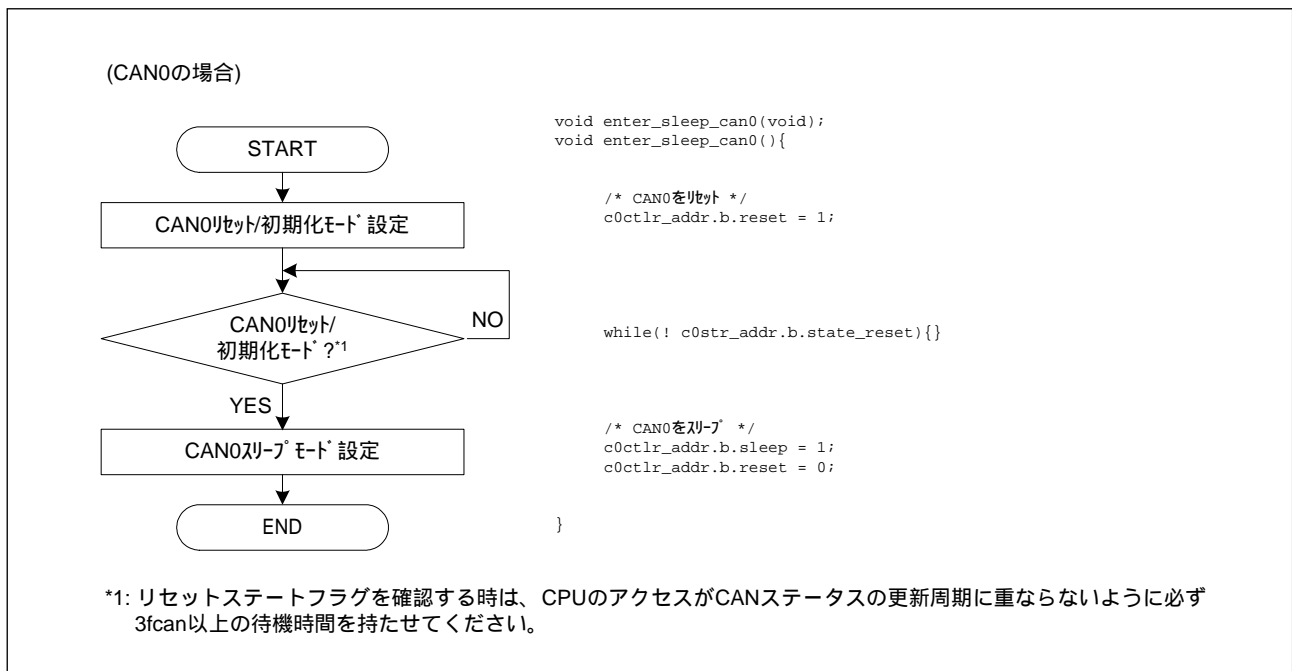 (CAN0の場合)
START
CAN0ﾘｾｯﾄ/初期化ﾓｰﾄﾞ設定
CAN0ﾘｾｯﾄ/
初期化ﾓｰﾄﾞ?*1
NO
YES
CAN0ｽﾘｰﾌﾟﾓｰﾄﾞ設定
END
void enter_sleep_can0(void);
void enter_sleep_can0(){
/* CAN0をﾘｾｯﾄ */
c0ctlr_addr.b.reset = 1;
while(! c0str_addr.b.state_reset){}
/* CAN0をｽﾘｰﾌﾟ */
c0ctlr_addr.b.sleep = 1;
c0ctlr_addr.b.reset = 0;
}
*1: リセットステートフラグを確認する時は、CPUのアクセスがCANステータスの更新周期に重ならないように必ず
3fcan以上の待機時間を持たせてください。